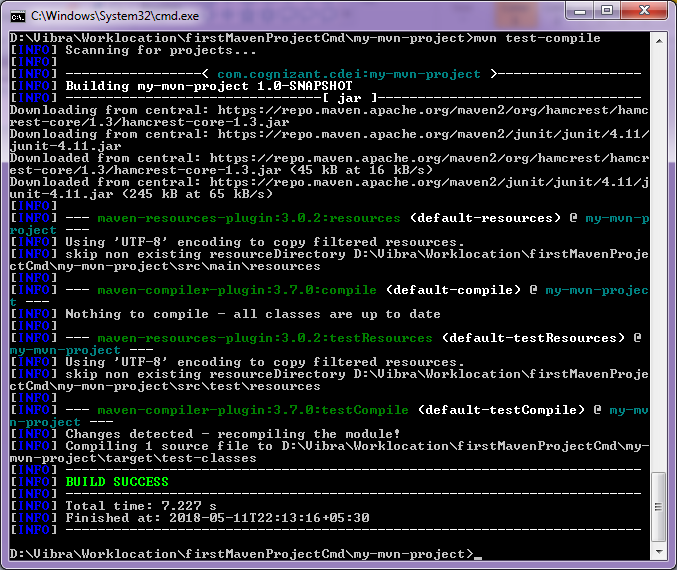 C:\Windows\System32\cmd.exe
D:\Vibra\Worklocation\firstMavenProjectCmd\my-mvn-project>mvn test-compile
[INFO] Scanning for projects...
[INFO]
[INFO] -----------------< com.cognizant.cdei:my-mvn-project >------------------
[INFO] Building my-mvn-project 1.0-SNAPSHOT
[INFO] --------------------------------[ jar ]---------------------------------
Downloading from central: https://repo.maven.apache.org/maven2/org/hamcrest/hamc
rest-core/1.3/hamcrest-core-1.3.jar
Downloading from central: https://repo.maven.apache.org/maven2/junit/junit/4.11/
junit-4.11.jar
Downloaded from central: https://repo.maven.apache.org/maven2/org/hamcrest/hamcr
est-core/1.3/hamcrest-core-1.3.jar (45 kB at 16 kB/s)
Downloaded from central: https://repo.maven.apache.org/maven2/junit/junit/4.11/j
unit-4.11.jar (245 kB at 65 kB/s)
[INFO]
[INFO] --- maven-resources-plugin:3.0.2:resources (default-resources) @ my-mvn-p
roject ---
[INFO] Using 'UTF-8' encoding to copy filtered resources.
[INFO] skip non existing resourceDirectory D:\Vibra\Worklocation\firstMavenProje
ctCmd\my-mvn-project\src\main\resources
[INFO]
[INFO] --- maven-compiler-plugin:3.7.0:compile (default-compile) @ my-mvn-projec
t ---
[INFO] Nothing to compile - all classes are up to date
[INFO]
[INFO] --- maven-resources-plugin:3.0.2:testResources (default-testResources) @
my-mvn-project ---
[INFO] Using 'UTF-8' encoding to copy filtered resources.
[INFO] skip non existing resourceDirectory D:\Vibra\Worklocation\firstMavenProje
ctCmd\my-mvn-project\src\test\resources
[INFO]
[INFO] --- maven-compiler-plugin:3.7.0:testCompile (default-testCompile) @ my-mv
n-project ---
[INFO] Changes detected - recompiling the module!
[INFO] Compiling 1 source file to D:\Vibra\Worklocation\firstMavenProjectCmd\my-
mvn-project\target\test-classes
[INFO] ------------------------------------------------------------------------
[INFO] BUILD SUCCESS
[INFO] ------------------------------------------------------------------------
[INFO] Total time: 7.227 s
[INFO] Finished at: 2018-05-11T22:13:16+05:30
[INFO] ------------------------------------------------------------------------
D:\Vibra\Worklocation\firstMavenProjectCmd\my-mvn-project>_